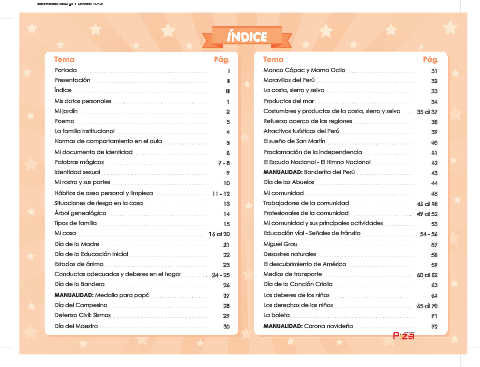 ÍNDICE
Tema Pág.
Portada I
Presentación II
Índice III
Mis datos personales 1
Mi jardín 2
Poema 3
La familia institucional 4
Normas de comportamiento en el aula 5
Mi documento de identidad 6
Palabras mágicas 7 - 8
Identidad sexual 9
Mi rostro y sus partes 10
Hábitos de aseo personal y limpieza 11 - 12
Situaciones de riesgo en la casa 13
Árbol genealógico 14
Tipos de familia 15
Mi casa 16 al 20
Día de la Madre 21
Día de la Educación Inicial 22
Estados de ánimo 23
Conductas adecuadas y deberes en el hogar 24 - 25
Día de la Bandera 26
MANUALIDAD: Medalla para papá 27
Día del Campesino 28
Defensa Civil: Sismos 29
Día del Maestro 30
Tema Pág.
Manco Cápac y Mama Ocllo 31
Maravillas del Perú 32
La costa, sierra y selva 33
Productos del mar 34
Costumbres y productos de la costa, sierra y selva 35 al 37
Refuerzo acerca de las regiones 38
Atractivos turísticos del Perú 39
El sueño de San Martín 40
Proclamación de la Independencia 41
El Escudo Nacional - El Himno Nacional 42
MANUALIDAD: Banderita del Perú 43
Día de los Abuelos 44
Mi comunidad 45
Trabajadores de la comunidad 46 al 48
Profesionales de la comunidad 49 al 52
Mi comunidad y sus principales actividades 53
Educación vial - Señales de tránsito 54 - 56
Miguel Grau 57
Desastres naturales 58
El descubrimiento de América 59
Medios de transporte 60 al 62
Día de la Canción Criolla 63
Los deberes de los niños 64
Los derechos de los niños 65 al 70
La boleta 71
MANUALIDAD: Corona navideña 72